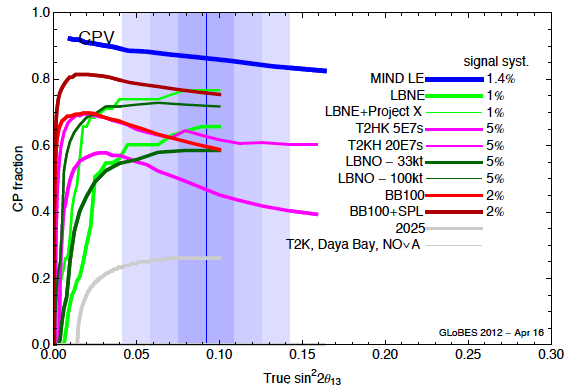 1.0
CPV
signal syst.
0.8
MIND LE 1.4%
LBNE 1%
LBNE+Project X 1%
T2HK 5E7s 5%
0.6
T2KH 20E7s 5%
LBNO − 33kt 5%
LBNO − 100kt 5%
BB100 2%
CP fraction
0.4
BB100+SPL 2%
2025
T2K, Daya Bay, NOνA
0.2
GLoBES 2012 − Apr 16
0.0
0.00 0.05 0.10 0.15 0.20 0.25 0.30
True sin²2θ₁₃